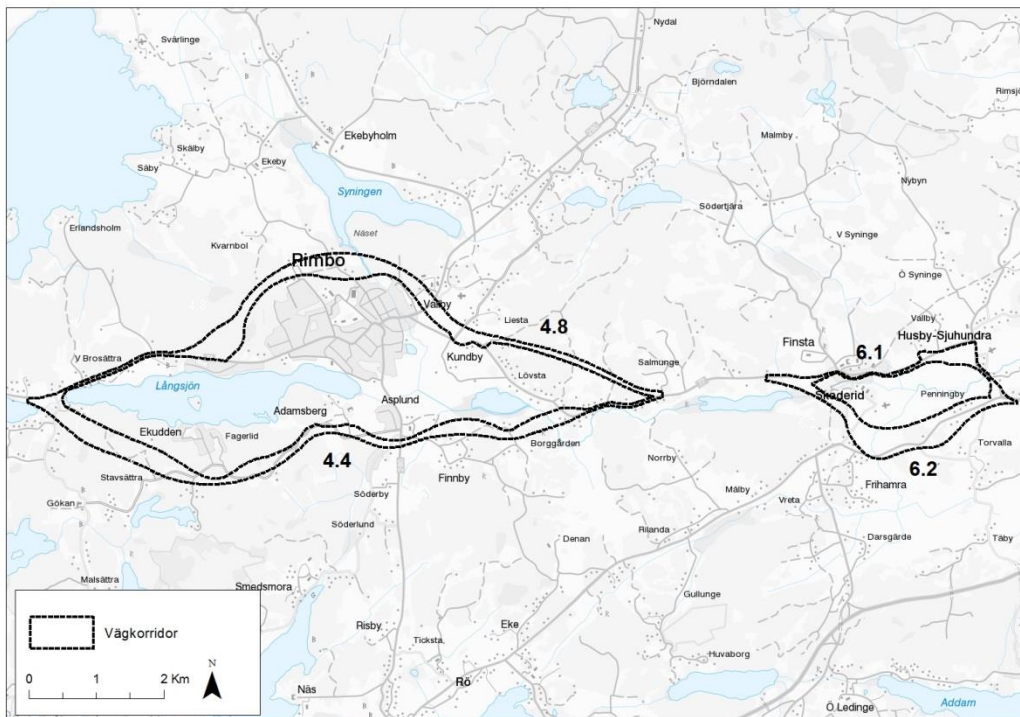 Svärlinge
Nydal
Björndalen
Rimsjö
Ekebyholm
Skälby
Malmby
Säby
Ekeby
Nybyn
Syningen
Södertjära
Erlandsholm
Näset
V Syninge
Kvarnbol
Rimbo
Ö Syninge
Vallby
Vallby
Liesta
4.8
Husby-Sjuhundra
Finsta
6.1
V Brosättra
Kundby
Salmunge
Långsjön
Lövsta
Skederid
Penningby
Adamsberg
Asplund
Ekudden
Fagerlid
Borggården
Torvalla
4.4
6.2
Stavsättra
Finnby
Norrby
Söderby
Frihamra
Gökan
Mälby
Vreta
Söderlund
Rilanda
Denan
Darsgärde
Täby
Malsättra
Smedsmora
Gullunge
Vägkorridor
Risby
Eke
Ticksta
Huvaborg
N
0 1 2 Km
Rö
Näs
Ö Ledinge
Addarn